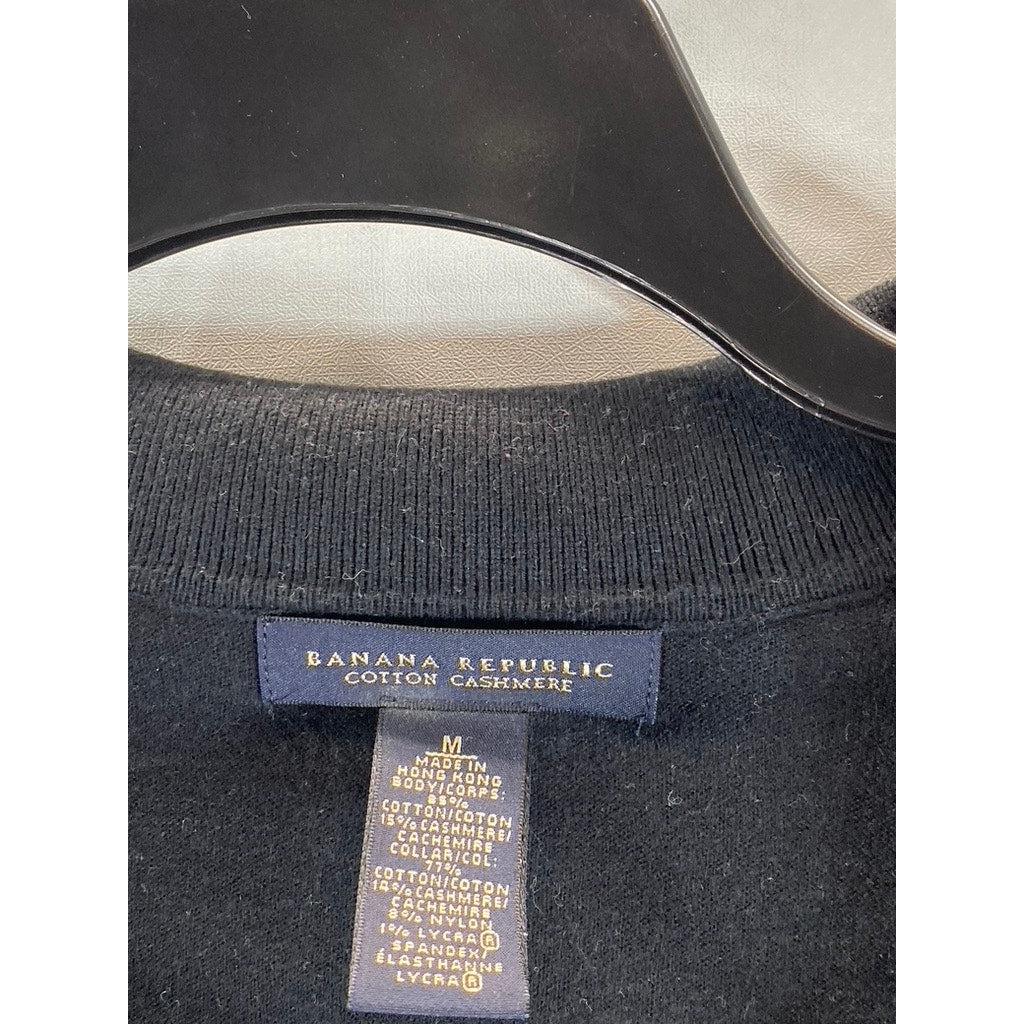 BANANA REPUBLIC
COTTON CASHMERE
M
MADE IN
HONG KONG
BODY/CORPS:
85%
COTTON/COTON
15% CASHMERE/
CACHEMIRE
COLLAR/COL:
77%
COTTON/COTON
14% CASHMERE/
CACHEMIRE
8% NYLON
1% LYCRA®
SPANDEX/
ÉLASTHANNE
LYCRA®